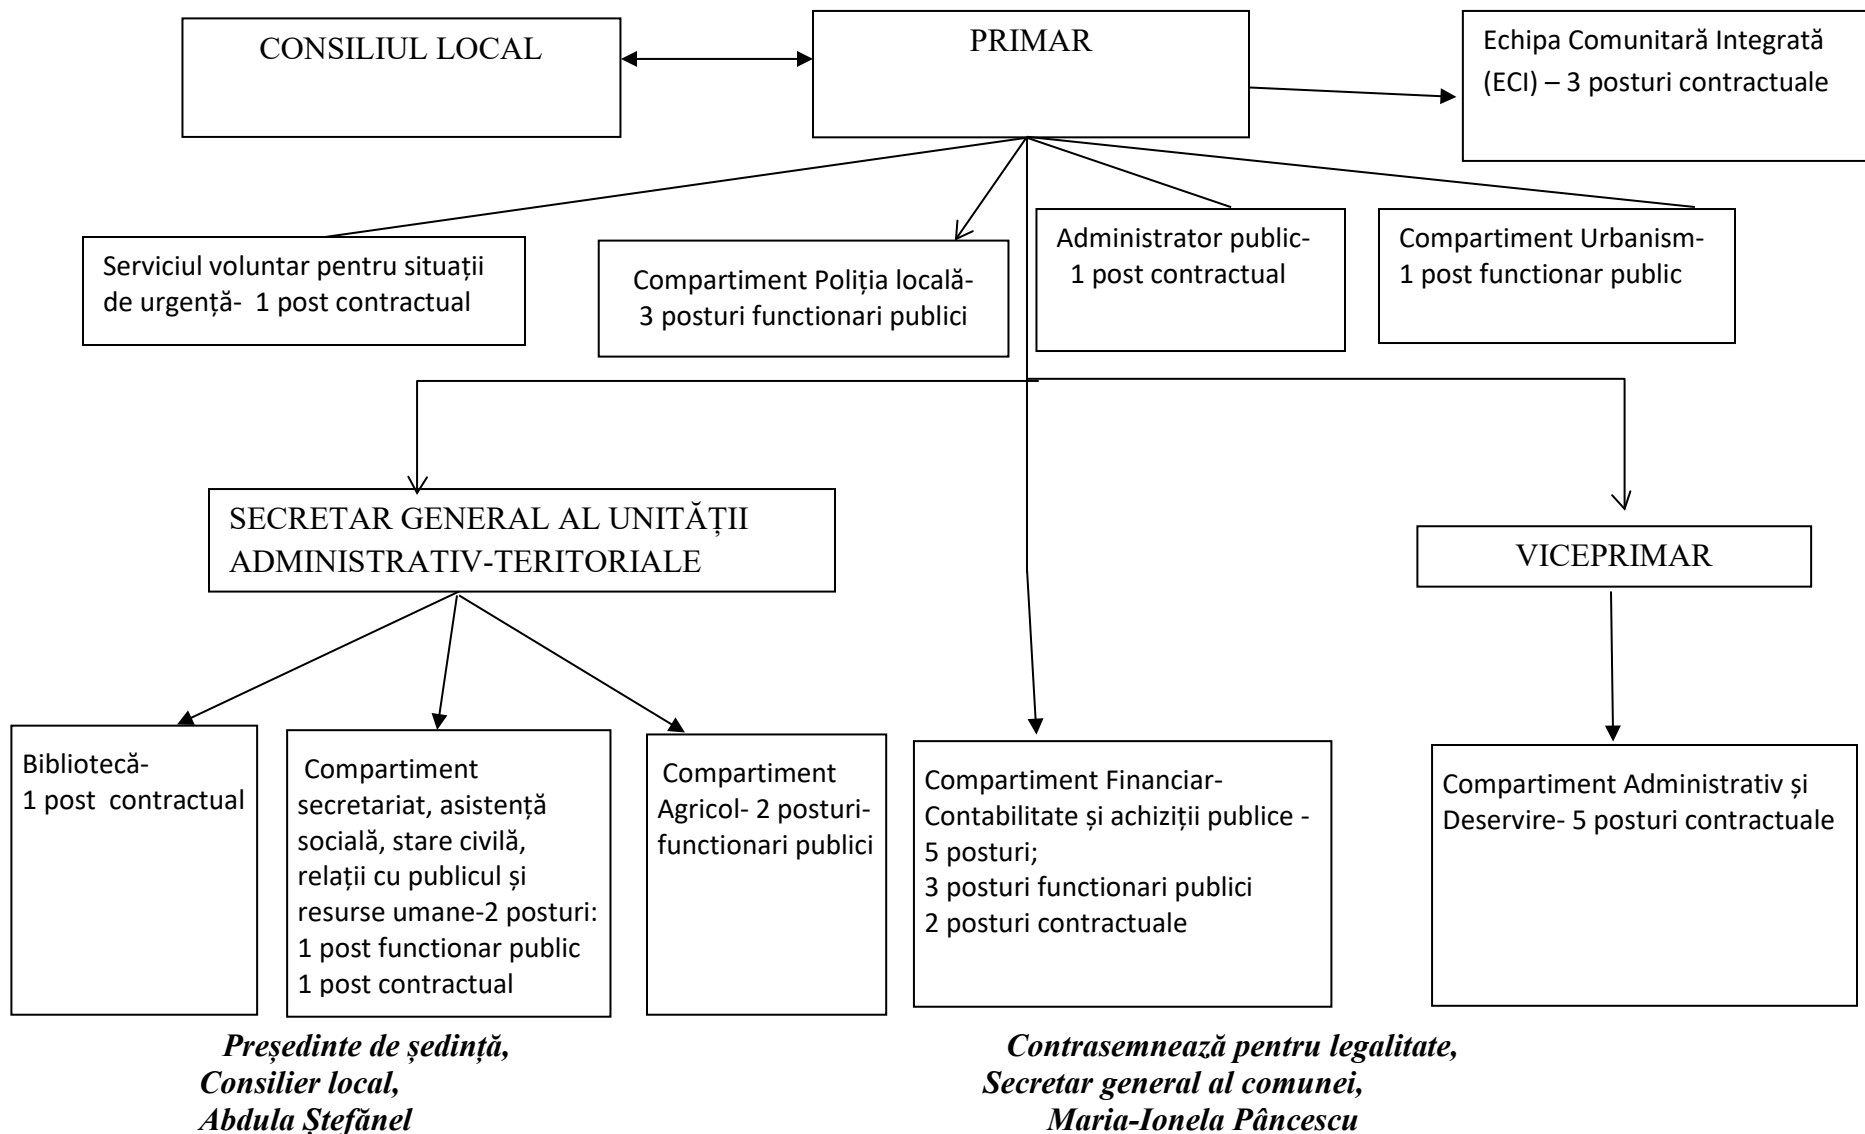 CONSILIUL LOCAL
PRIMAR
Echipa Comunitară Integrată
(ECI) – 3 posturi contractuale
Serviciul voluntar pentru situații
de urgență- 1 post contractual
Compartiment Poliția locală-
3 posturi functionari publici
Administrator public-
1 post contractual
Compartiment Urbanism-
1 post functionar public
SECRETAR GENERAL AL UNITĂȚII
ADMINISTRATIV-TERITORIALE
VICEPRIMAR
Bibliotecă-
1 post contractual
Compartiment
secretariat, asistență
socială, stare civilă,
relații cu publicul și
resurse umane-2 posturi:
1 post functionar public
1 post contractual
Compartiment
Agricol- 2 posturi-
functionari publici
Compartiment Financiar-
Contabilitate și achiziții publice -
5 posturi;
3 posturi functionari publici
2 posturi contractuale
Compartiment Administrativ și
Deservire- 5 posturi contractuale
Președinte de ședință,
Consilier local,
Abdula Ștefănel
Contrasemnează pentru legalitate,
Secretar general al comunei,
Maria-Ionela Pâncescu